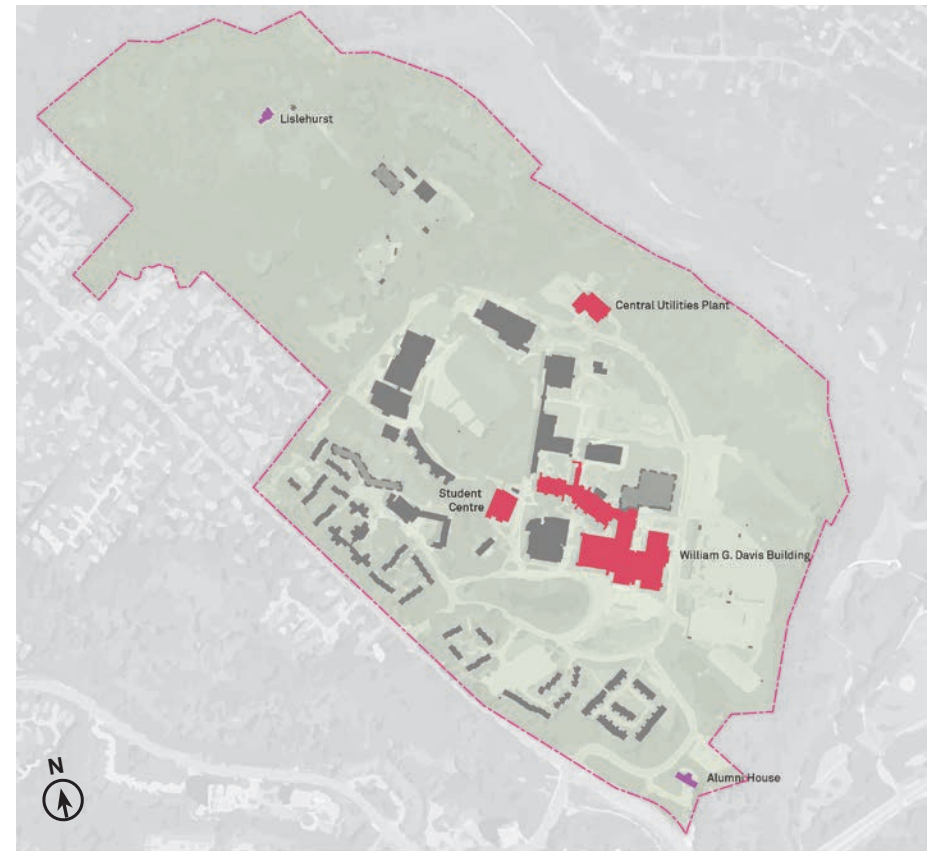 Lislehurst
Central Utilities Plant
Student
Centre
William G. Davis Building
Alumni House
N